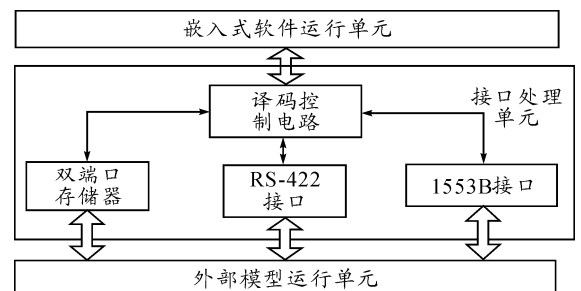 嵌入式软件运行单元
译码控
制电路
接口处理
单元
双端口
存储器
RS-422
接口
1553B接口
外部模型运行单元